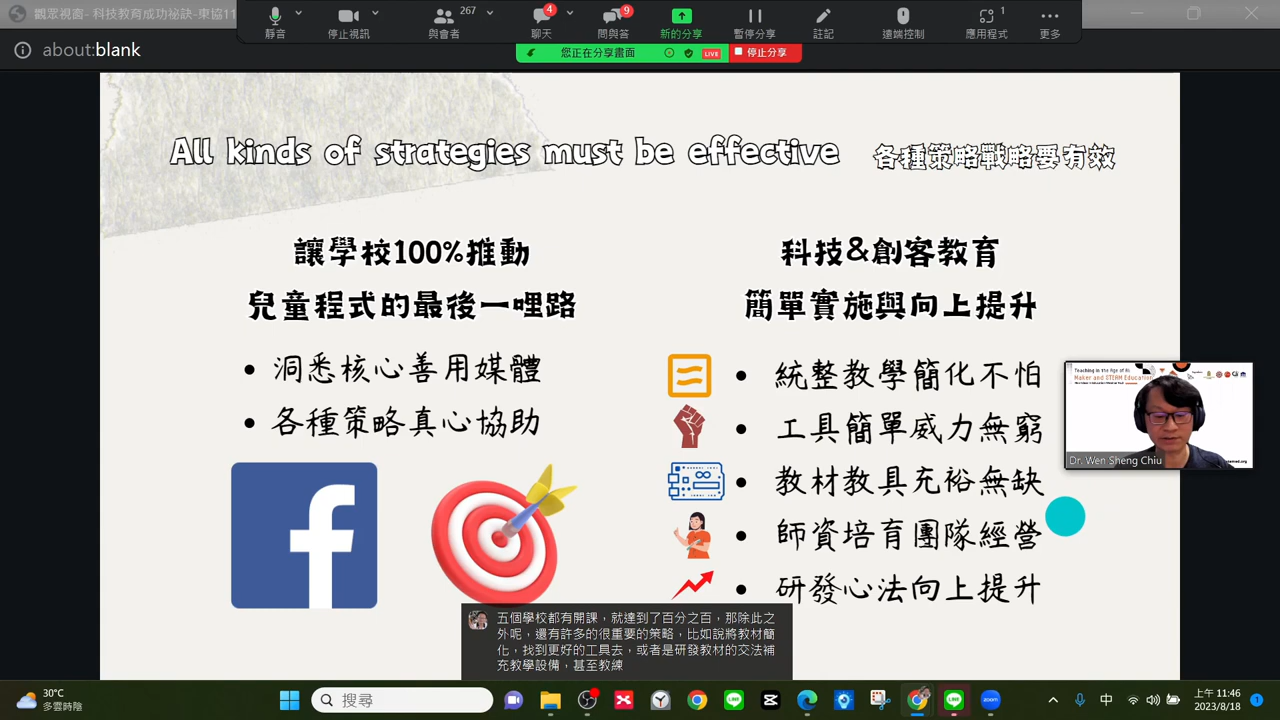 觀眾視窗- 科技教育成功祕訣-東協11
靜音
停止視訊
267
與會者
4
聊天
9
問與答
新的分享
暫停分享
註記
遠端控制
1
應用程式
更多
about:blank
您正在分享畫面
LIVE
停止分享
All kinds of strategies must be effective 各種策略戰略要有效
讓學校100%推動
兒童程式的最後一哩路
• 洞悉核心善用媒體
• 各種策略真心協助
科技&創客教育
簡單實施與向上提升
• 統整教學簡化不怕
• 工具簡單威力無窮
• 教材教具充裕無缺
• 師資培育團隊經營
• 研發心法向上提升
Teaching in the Age of AI
Maker and STEAM Education
Dr. Wen Sheng Chiu
五個學校都有開課，就達到了百分之百，那除此之
外呢，還有許多的很重要的策略，比如說將教材簡
化，找到更好的工具去，或者是研發教材的交法補
充教學設備，甚至教練
30°C
多雲時陰
搜尋
中
上午 11:46
2023/8/18